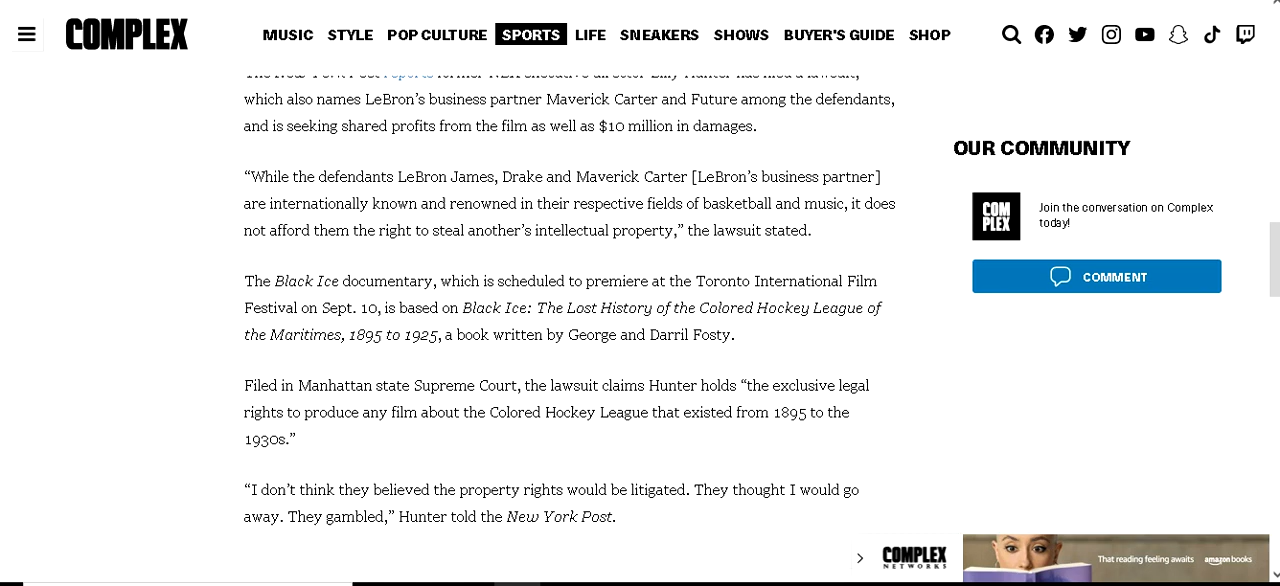 COMPLEX
MUSIC STYLE POP CULTURE SPORTS LIFE SNEAKERS SHOWS BUYER'S GUIDE SHOP
which also names LeBron’s business partner Maverick Carter and Future among the defendants,
and is seeking shared profits from the film as well as $10 million in damages.
“While the defendants LeBron James, Drake and Maverick Carter [LeBron’s business partner]
are internationally known and renowned in their respective fields of basketball and music, it does
not afford them the right to steal another’s intellectual property,” the lawsuit stated.
The Black Ice documentary, which is scheduled to premiere at the Toronto International Film
Festival on Sept. 10, is based on Black Ice: The Lost History of the Colored Hockey League of
the Maritimes, 1895 to 1925, a book written by George and Darril Fosty.
Filed in Manhattan state Supreme Court, the lawsuit claims Hunter holds “the exclusive legal
rights to produce any film about the Colored Hockey League that existed from 1895 to the
1930s.”
“I don’t think they believed the property rights would be litigated. They thought I would go
away. They gambled,” Hunter told the New York Post.
OUR COMMUNITY
COM
PLEX
Join the conversation on Complex
today!
COMMENT
COMPLEX
NETWORKS
That reading feeling awaits amazon books